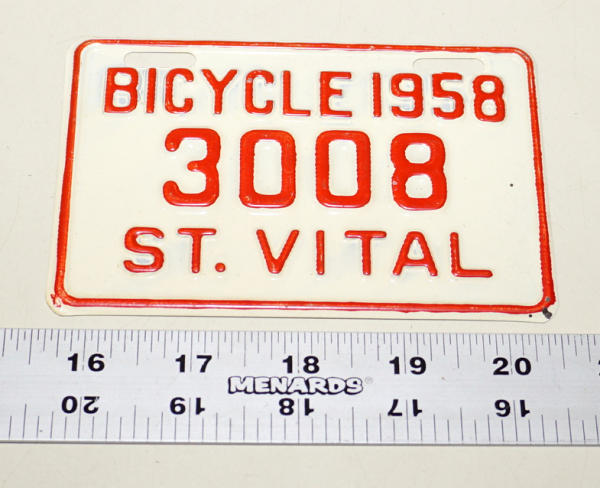 BICYCLE 1958
3008
ST. VITAL
16 17 18 19 20
MENARDS®
20 19 18 17 16